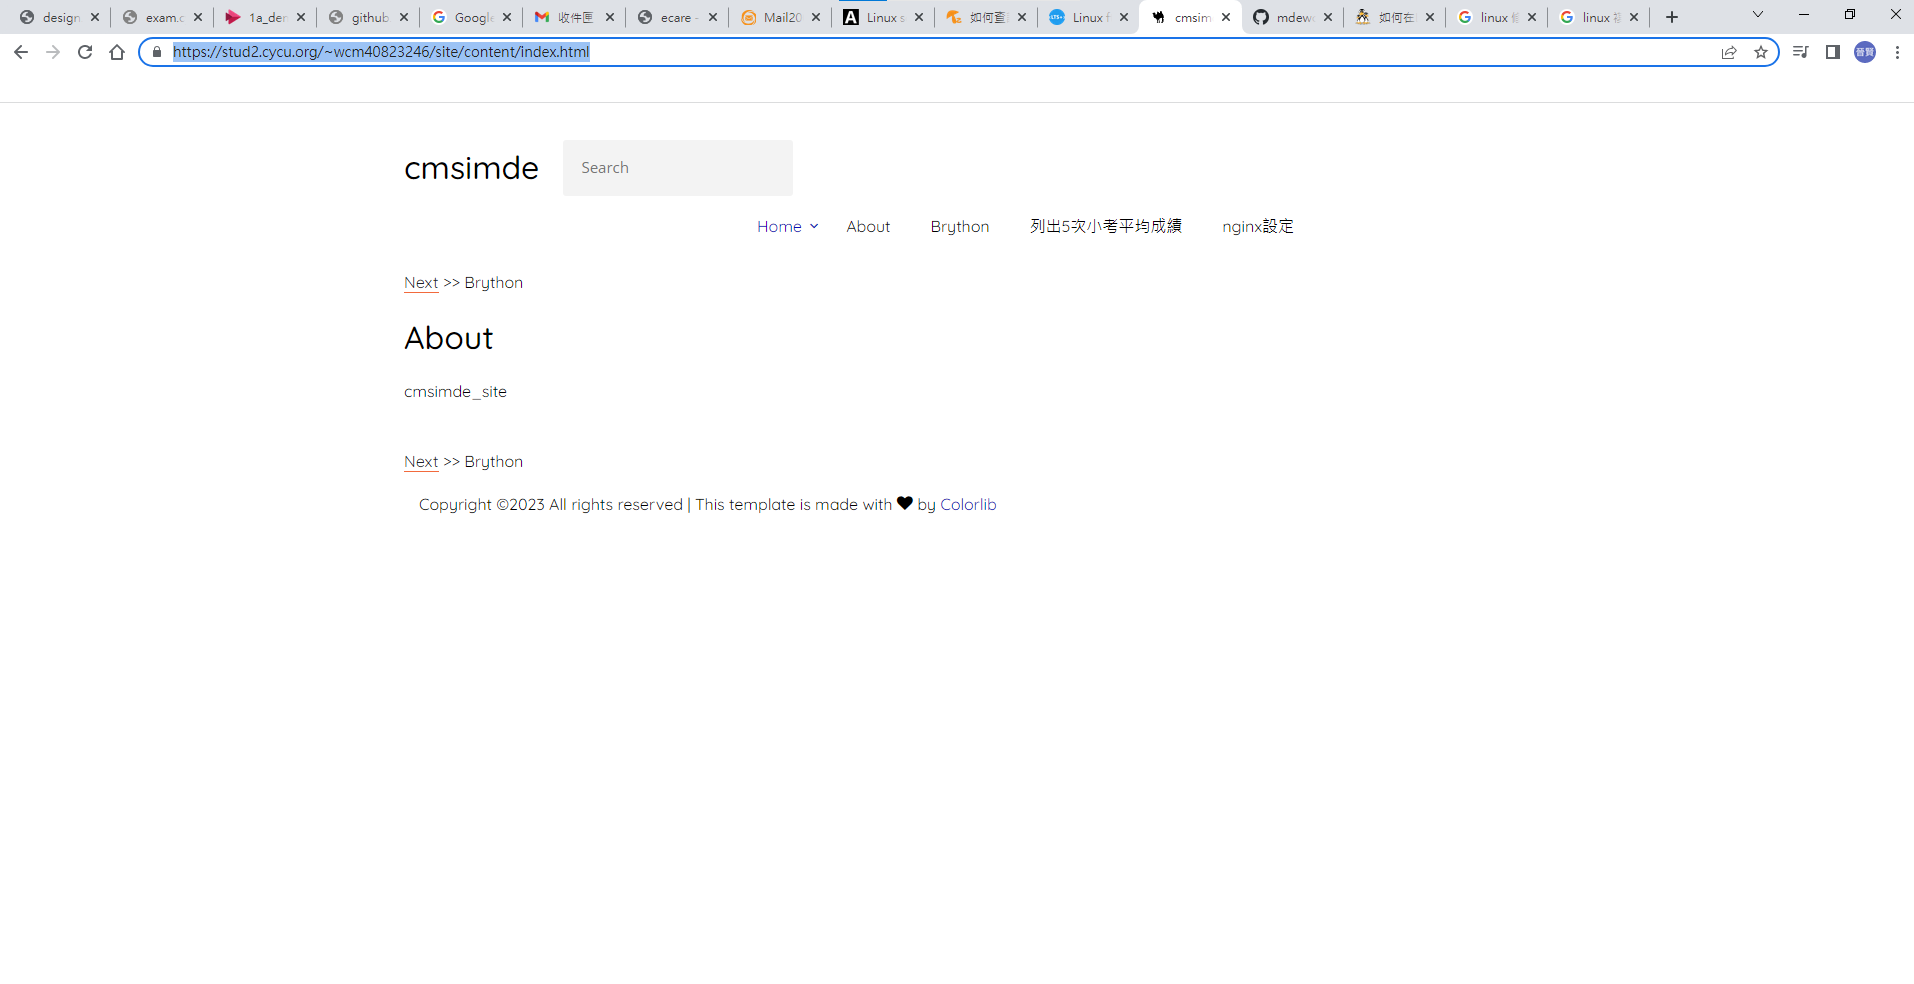 design
exam.c
1a_der
github
Google
收件匣
ecare -
Mail20
Linux s
如何查
Linux f
cmsim
mdew
如何在
linux
linux
https://stud2.cycu.org/~wcm40823246/site/content/index.html
晉賢
cmsimde
Search
Home About Brython 列出5次小考平均成績 nginx設定
Next >> Brython
About
cmsimde_site
Next >> Brython
Copyright ©2023 All rights reserved | This template is made with ♥ by Colorlib